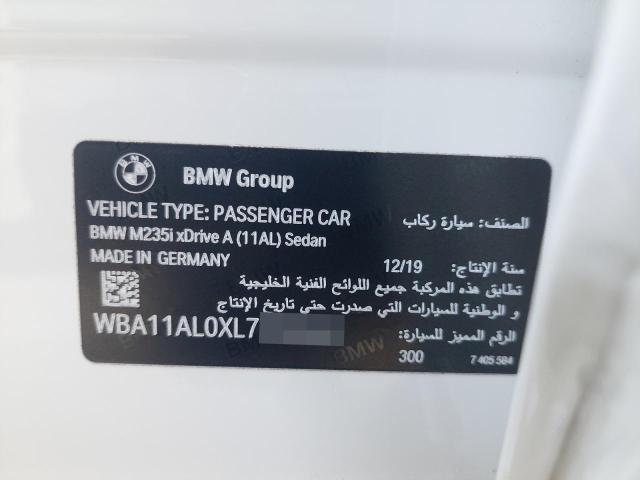 BMW Group
VEHICLE TYPE: PASSENGER CAR الصنف: سيارة ركاب
BMW M235i xDrive A (11AL) Sedan
MADE IN GERMANY سنة الإنتاج: 12/19
تطابق هذه المركبة جميع اللوائح الفنية الخليجية
و الوطنية للسيارات التي صدرت حتى تاريخ الإنتاج
WBA11AL0XL7 الرقم المميز للسيارة:
300 7 405 584